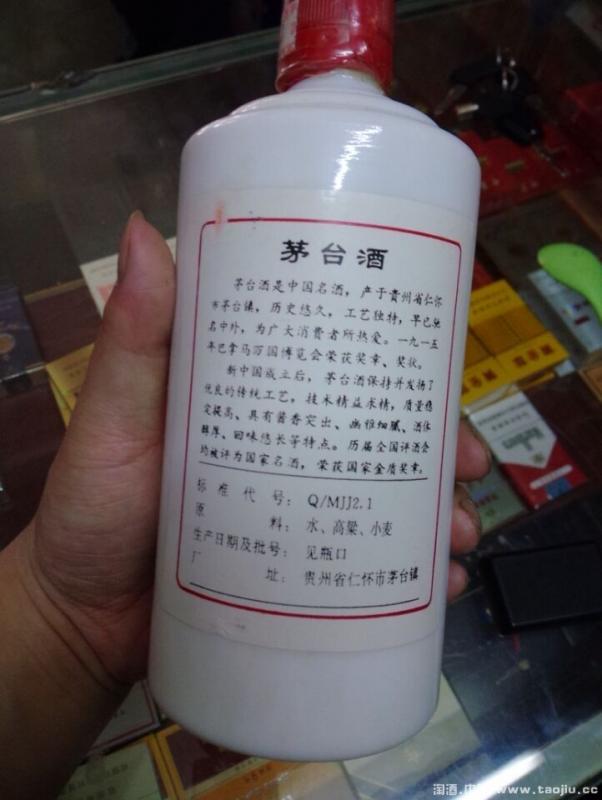 茅台酒
茅台酒是中国名酒，产于贵州省仁怀
市茅台镇，历史悠久，工艺独特，早已驰
名中外，为广大消费者所热爱。一九一五
年巴拿马万国博览会荣获奖章、奖状。
新中国成立后，茅台酒保持并发扬了
优良的传统工艺，技术精益求精，质量稳
定提高、具有酱香突出、幽雅细腻、酒体
醇厚、回味悠长等特点。历届全国评酒会
均被评为国家名酒，荣获国家金质奖章。
标准代号：Q/MJJ2.1
原料：水、高粱、小麦
生产日期及批号：见瓶口
厂址：贵州省仁怀市茅台镇
淘酒.中 www.taojiu.cc